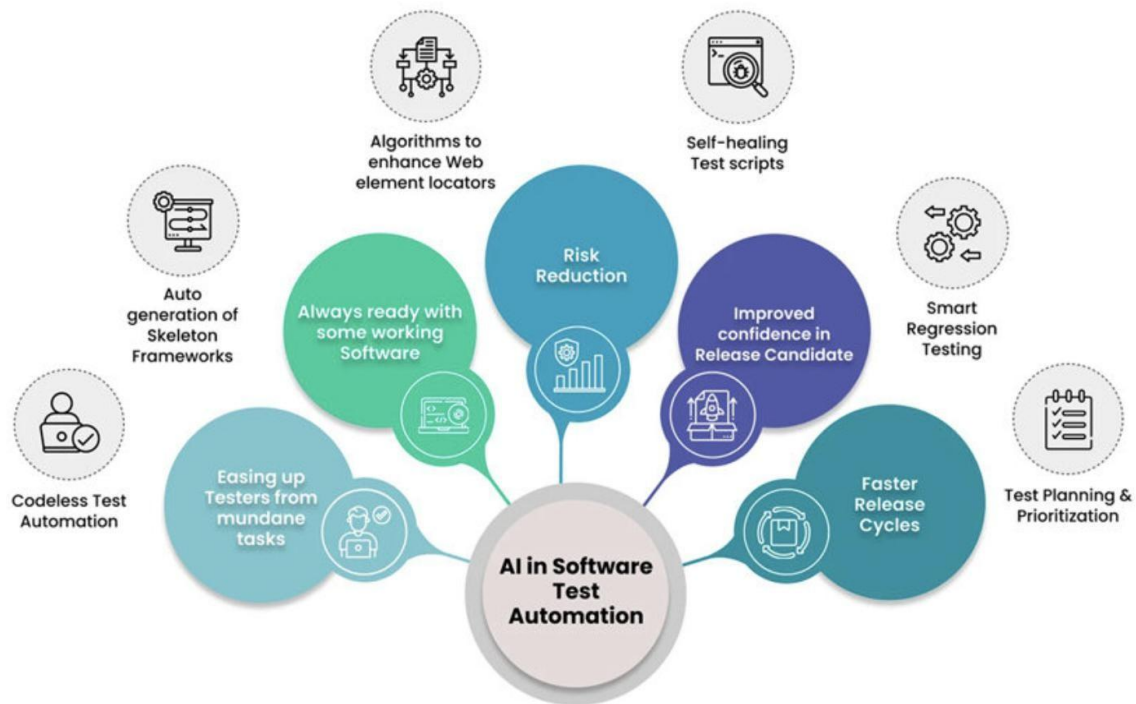 Algorithms to
enhance Web
element locators
Self-healing
Test scripts
Auto
generation of
Skeleton
Frameworks
Always ready with
some working
Software
Risk
Reduction
Improved
confidence in
Release Candidate
Smart
Regression
Testing
Codeless Test
Automation
Easing up
Testers from
mundane
tasks
Faster
Release
Cycles
Test Planning &
Prioritization
AI in Software
Test
Automation